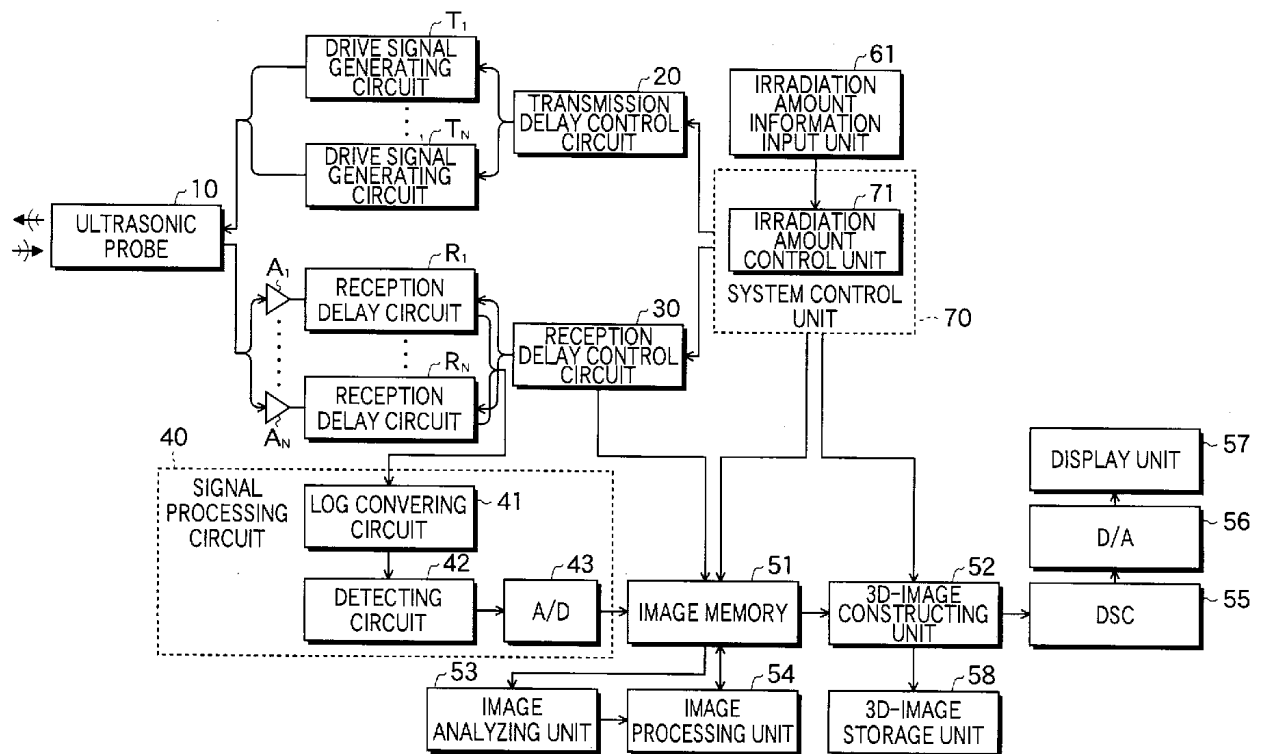 T1
DRIVE SIGNAL
GENERATING
CIRCUIT
TN
DRIVE SIGNAL
GENERATING
CIRCUIT
20
TRANSMISSION
DELAY CONTROL
CIRCUIT
61
IRRADIATION
AMOUNT
INFORMATION
INPUT UNIT
10
ULTRASONIC
PROBE
71
IRRADIATION
AMOUNT
CONTROL UNIT
SYSTEM CONTROL
UNIT
70
A1
R1
RECEPTION
DELAY CIRCUIT
30
RECEPTION
DELAY CONTROL
CIRCUIT
AN
RN
RECEPTION
DELAY CIRCUIT
40
SIGNAL
PROCESSING
CIRCUIT
LOG CONVERING
CIRCUIT
41
42
DETECTING
CIRCUIT
43
A/D
51
IMAGE MEMORY
52
3D-IMAGE
CONSTRUCTING
UNIT
DISPLAY UNIT
57
D/A
56
DSC
55
53
IMAGE
ANALYZING UNIT
54
IMAGE
PROCESSING UNIT
58
3D-IMAGE
STORAGE UNIT